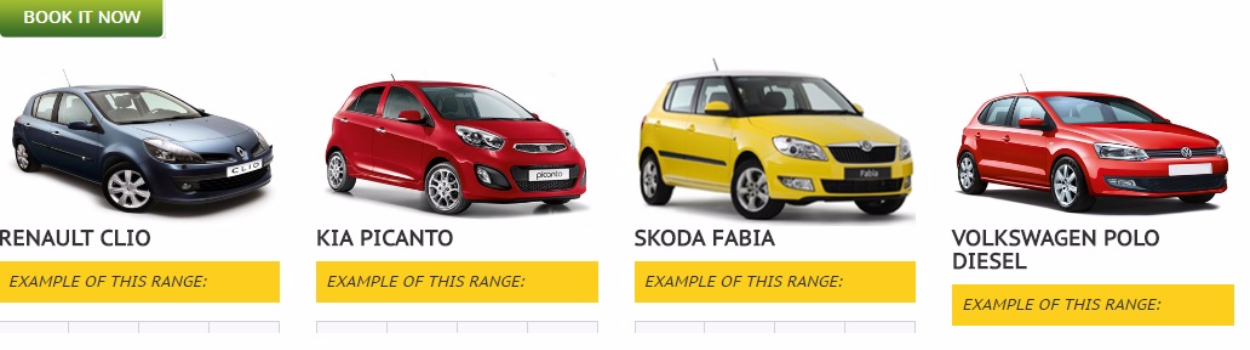 BOOK IT NOW
CLIO
picanto
Fabia
RENAULT CLIO
KIA PICANTO
SKODA FABIA
VOLKSWAGEN POLO
DIESEL
EXAMPLE OF THIS RANGE:
EXAMPLE OF THIS RANGE:
EXAMPLE OF THIS RANGE:
EXAMPLE OF THIS RANGE: